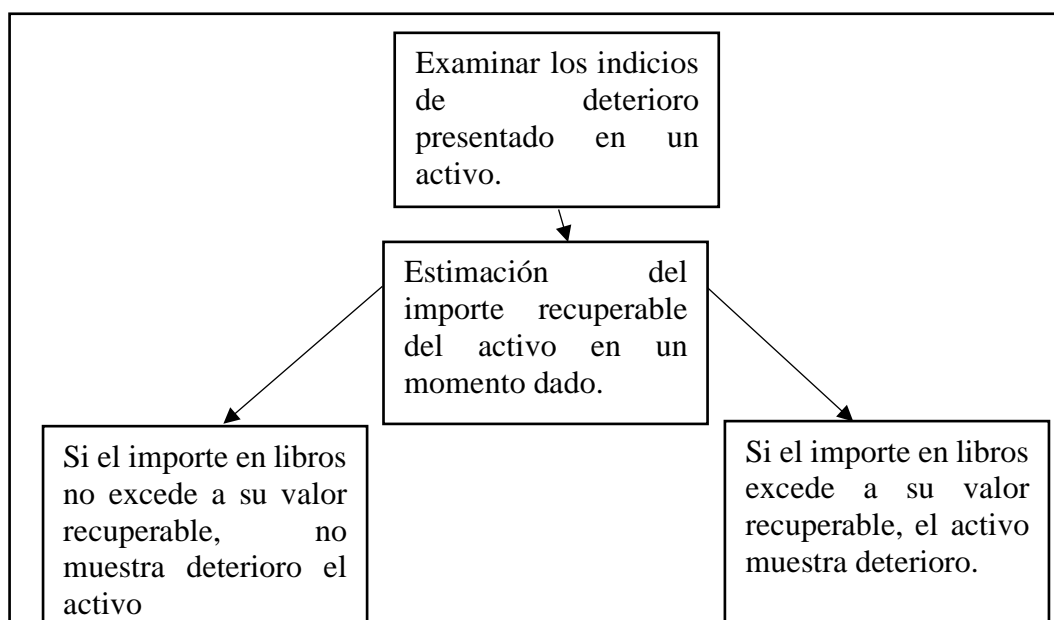 Examinar los indicios
de deterioro
presentado en un
activo.
Estimación del
importe recuperable
del activo en un
momento dado.
Si el importe en libros
no excede a su valor
recuperable, no
muestra deterioro el
activo
Si el importe en libros
excede a su valor
recuperable, el activo
muestra deterioro.